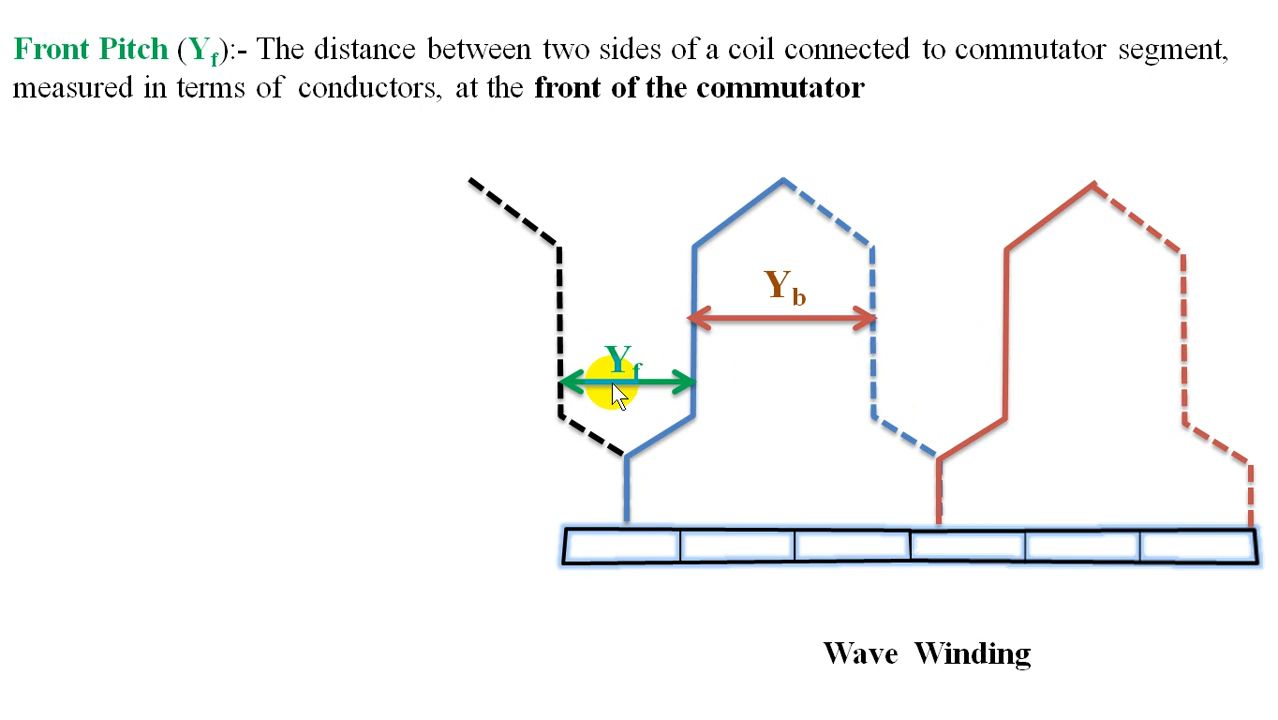 Front Pitch (Yf):- The distance between two sides of a coil connected to commutator segment,
measured in terms of conductors, at the front of the commutator
Yb
Yf
Wave Winding